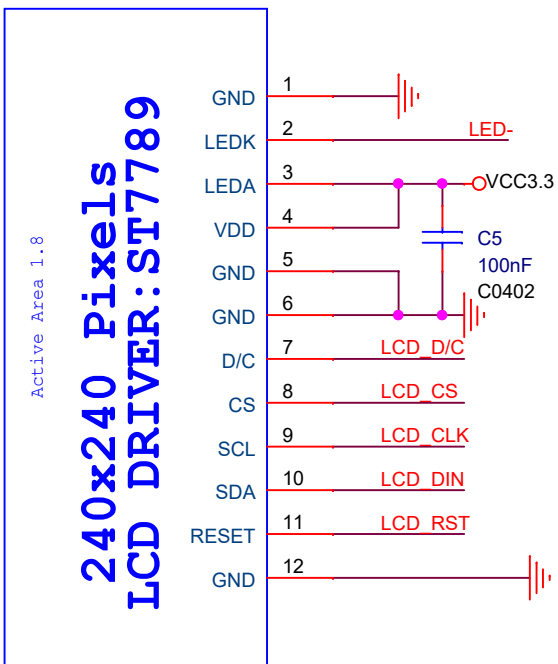 Active Area 1.8
240x240 Pixels
LCD DRIVER:ST7789
GND 1
LEDK 2 LED-
LEDA 3 VCC3.3
VDD 4
C5
100nF
C0402
GND 5
GND 6
D/C 7 LCD_D/C
CS 8 LCD_CS
SCL 9 LCD_CLK
SDA 10 LCD_DIN
RESET 11 LCD_RST
GND 12